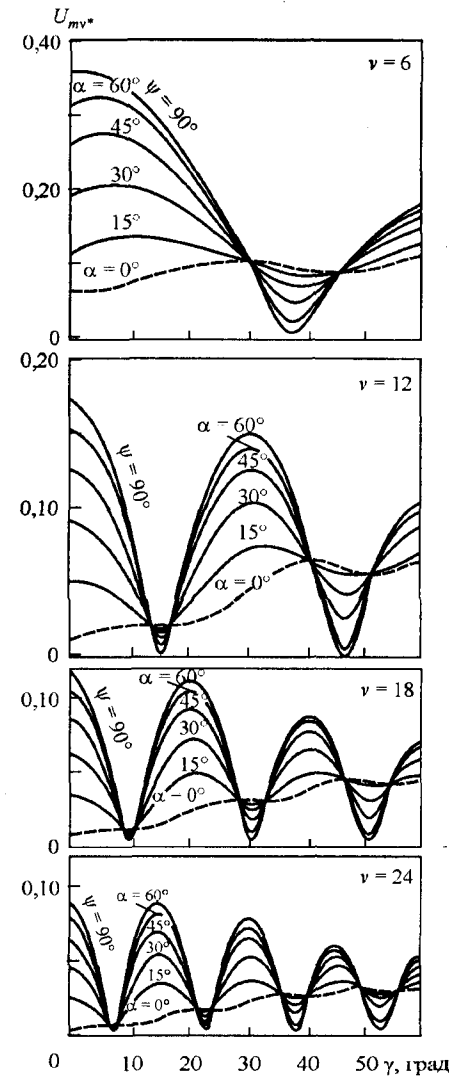 U_{mν*}
0,40
ν = 6
α = 60°
ψ = 90°
45°
0,20
30°
15°
α = 0°
0
0,20
ν = 12
α = 60°
ψ = 90°
45°
0,10
30°
15°
α = 0°
0
α = 60°
ν = 18
0,10
ψ = 90°
45°
30°
15°
α = 0°
0
ν = 24
0,10
α = 60°
ψ = 90°
45°
30°
15°
α = 0°
0 10 20 30 40 50 γ, град